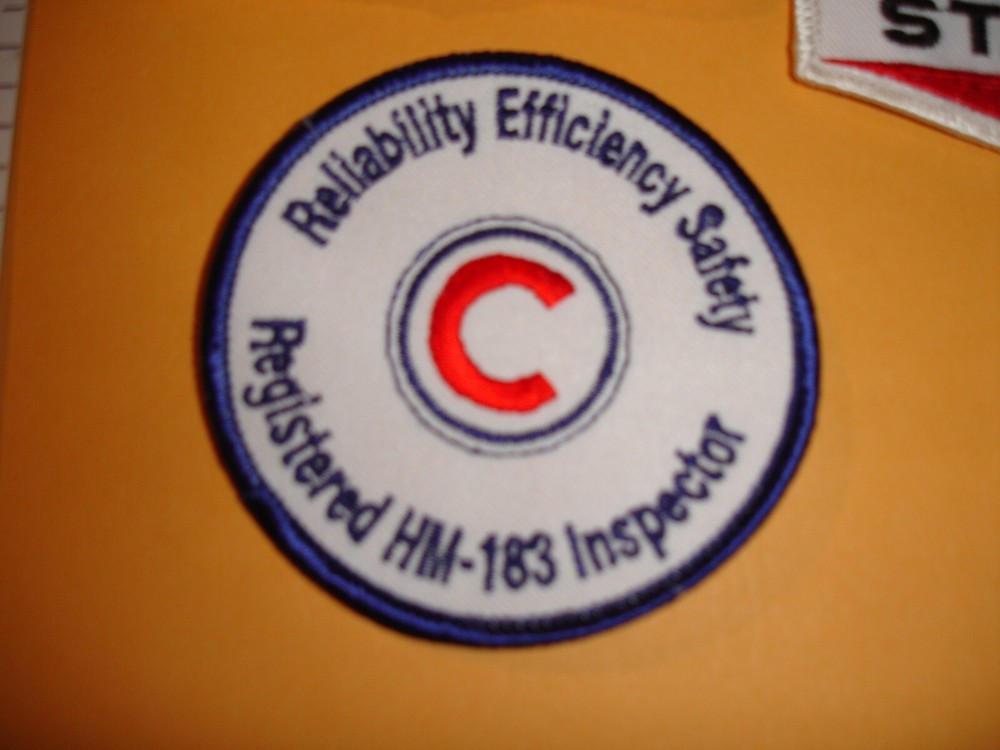 Reliability Efficiency Safety
C
Registered HM-183 Inspector
ST